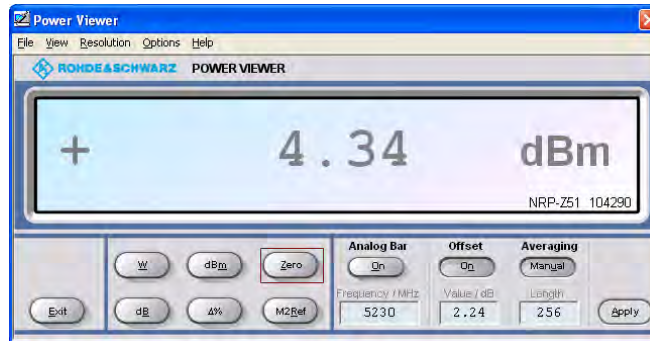 Power Viewer
File View Resolution Options Help
ROHDE&SCHWARZ POWER VIEWER
+ 4.34 dBm
NRP-Z51 104290
Analog Bar Offset Averaging
W dBm Zero On On Manual
Frequency / MHz Value / dB Length
Exit dB Δ% M2Ref 5230 2.24 256 Apply